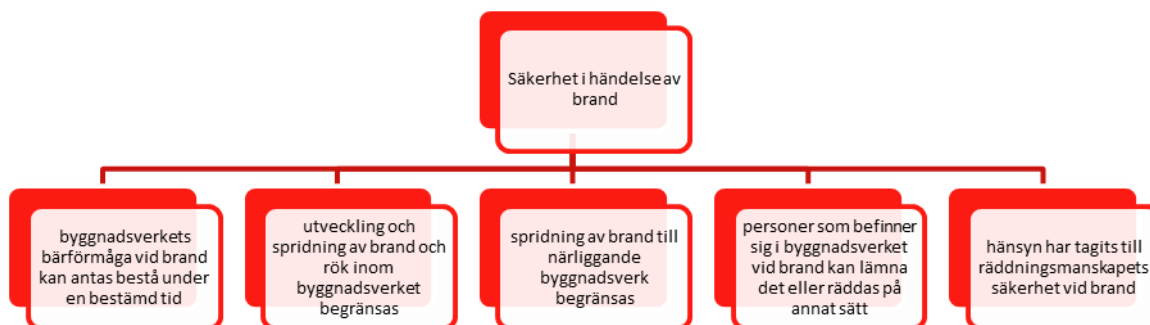 Säkerhet i händelse av
brand
byggnadsverkets
bärförmåga vid brand
kan antas bestå under
en bestämd tid
utveckling och
spridning av brand och
rök inom
byggnadsverket
begränsas
spridning av brand till
närliggande
byggnadsverk
begränsas
personer som befinner
sig i byggnadsverket
vid brand kan lämna
det eller räddas på
annat sätt
hänsyn har tagits till
räddningsmanskapets
säkerhet vid brand